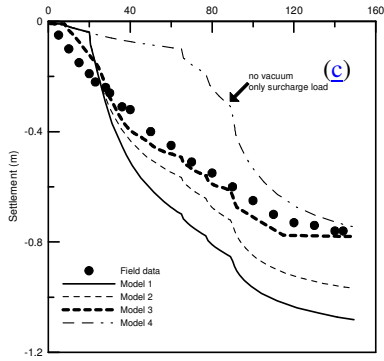 0 40 80 120 160
0
(c)
no vacuum
only surcharge load
-0.4
Settlement (m)
-0.8
Field data
Model 1
Model 2
Model 3
Model 4
-1.2